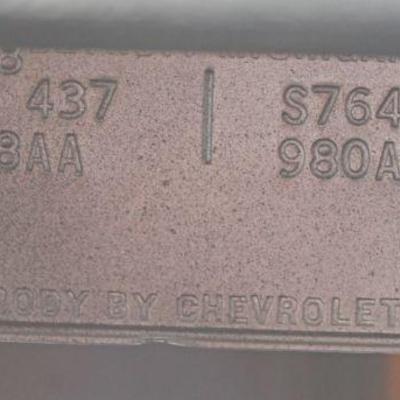 437 | S764
8AA 980A
BODY BY CHEVROLET